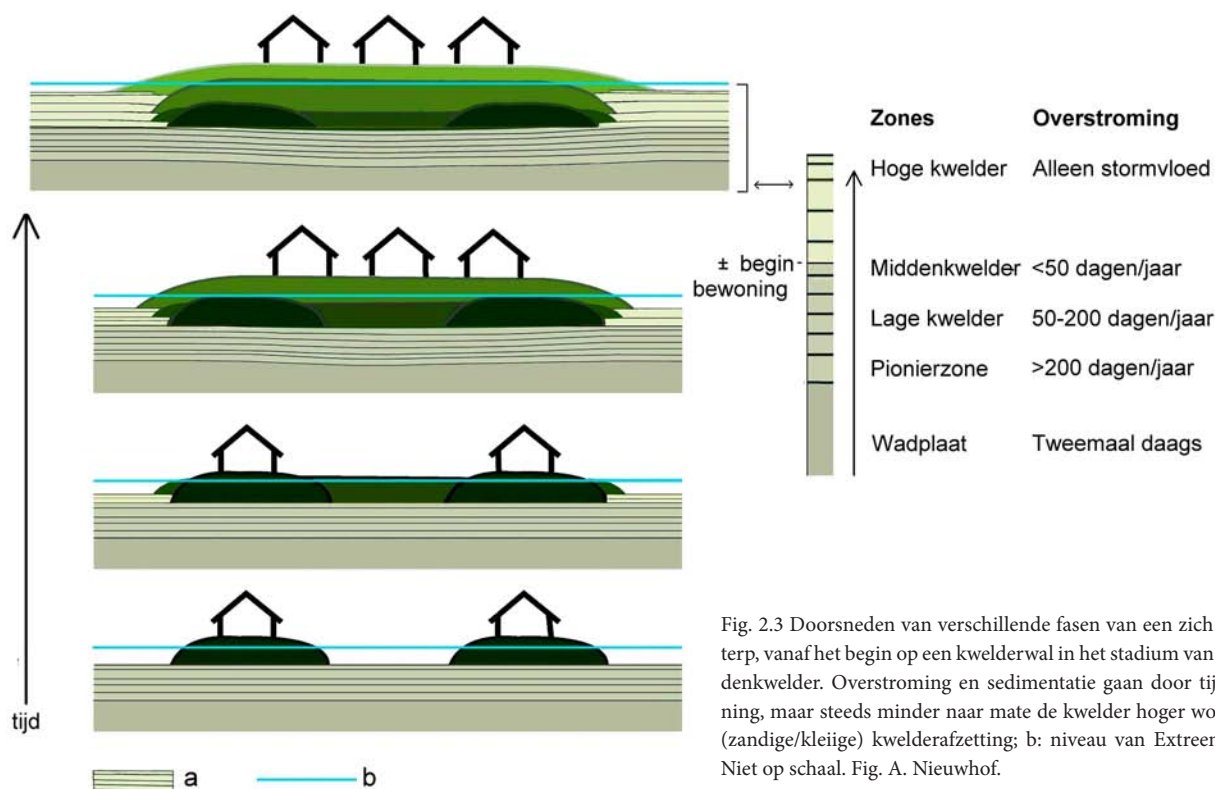 Zones Overstroming
Hoge kwelder Alleen stormvloed
± begin
bewoning
Middenkwelder <50 dagen/jaar
Lage kwelder 50-200 dagen/jaar
Pionierzone >200 dagen/jaar
Wadplaat Tweemaal daags
tijd
a b
Fig. 2.3 Doorsneden van verschillende fasen van een zich
terp, vanaf het begin op een kwelderwal in het stadium van
denkwelder. Overstroming en sedimentatie gaan door tij
ning, maar steeds minder naar mate de kwelder hoger wo
(zandige/kleiige) kwelderafzetting; b: niveau van Extreem
Niet op schaal. Fig. A. Nieuwhof.